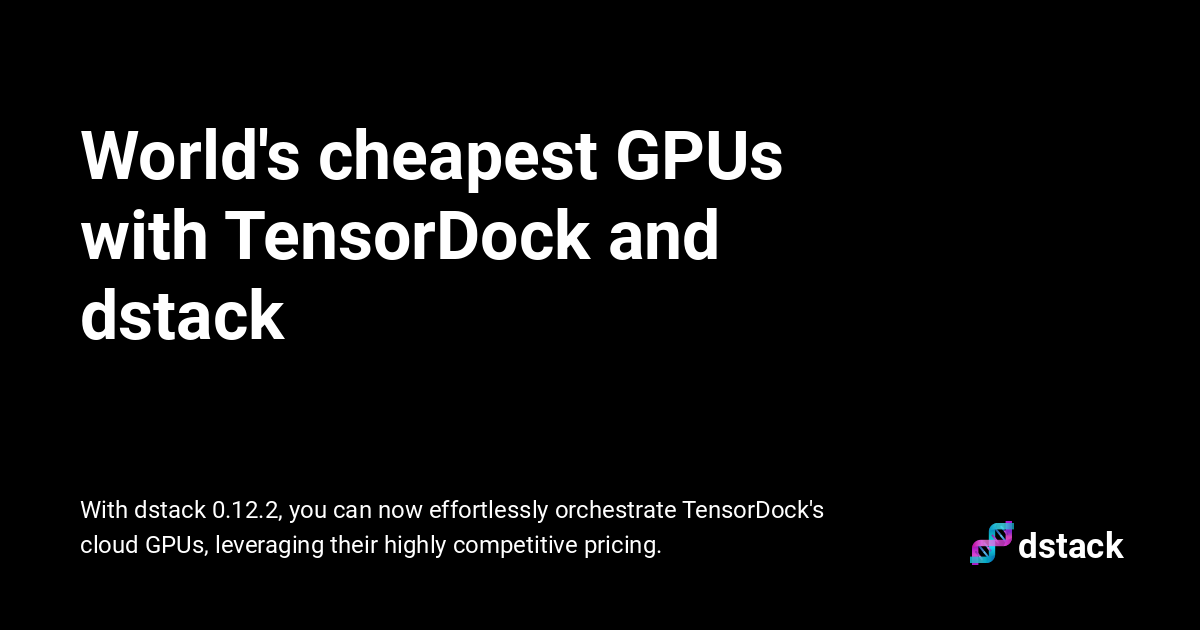 World's cheapest GPUs
with TensorDock and
dstack
With dstack 0.12.2, you can now effortlessly orchestrate TensorDock's
cloud GPUs, leveraging their highly competitive pricing.
dstack